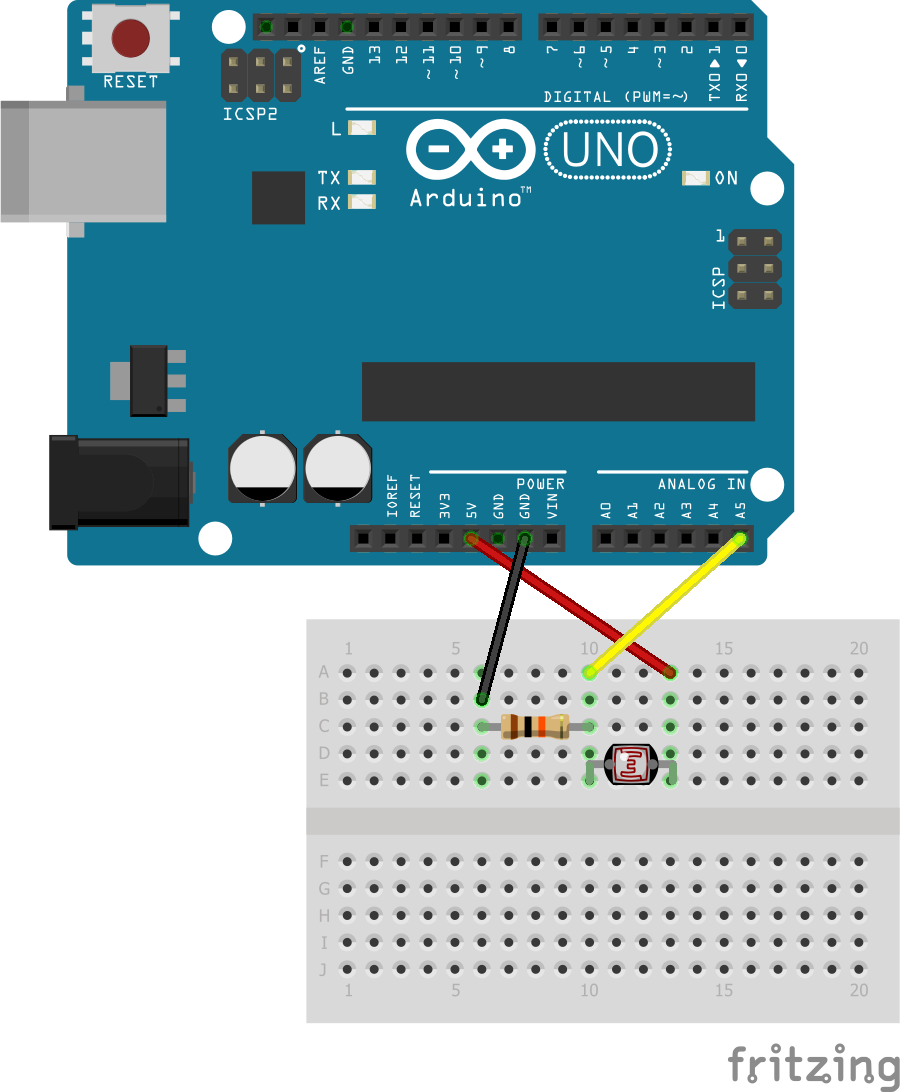 RESET
ICSP2
AREF
GND
13
12
~11
~10
~9
8
7
~6
~5
4
~3
2
TX0▶1
RX0◀0
DIGITAL (PWM=~)
L
TX
RX
− +
UNO
Arduino™
ON
1
ICSP
IOREF
RESET
3V3
5V
GND
GND
VIN
POWER
ANALOG IN
A0
A1
A2
A3
A4
A5
1 5 10 15 20
A
B
C
D
E
F
G
H
I
J
1 5 10 15 20
fritzing